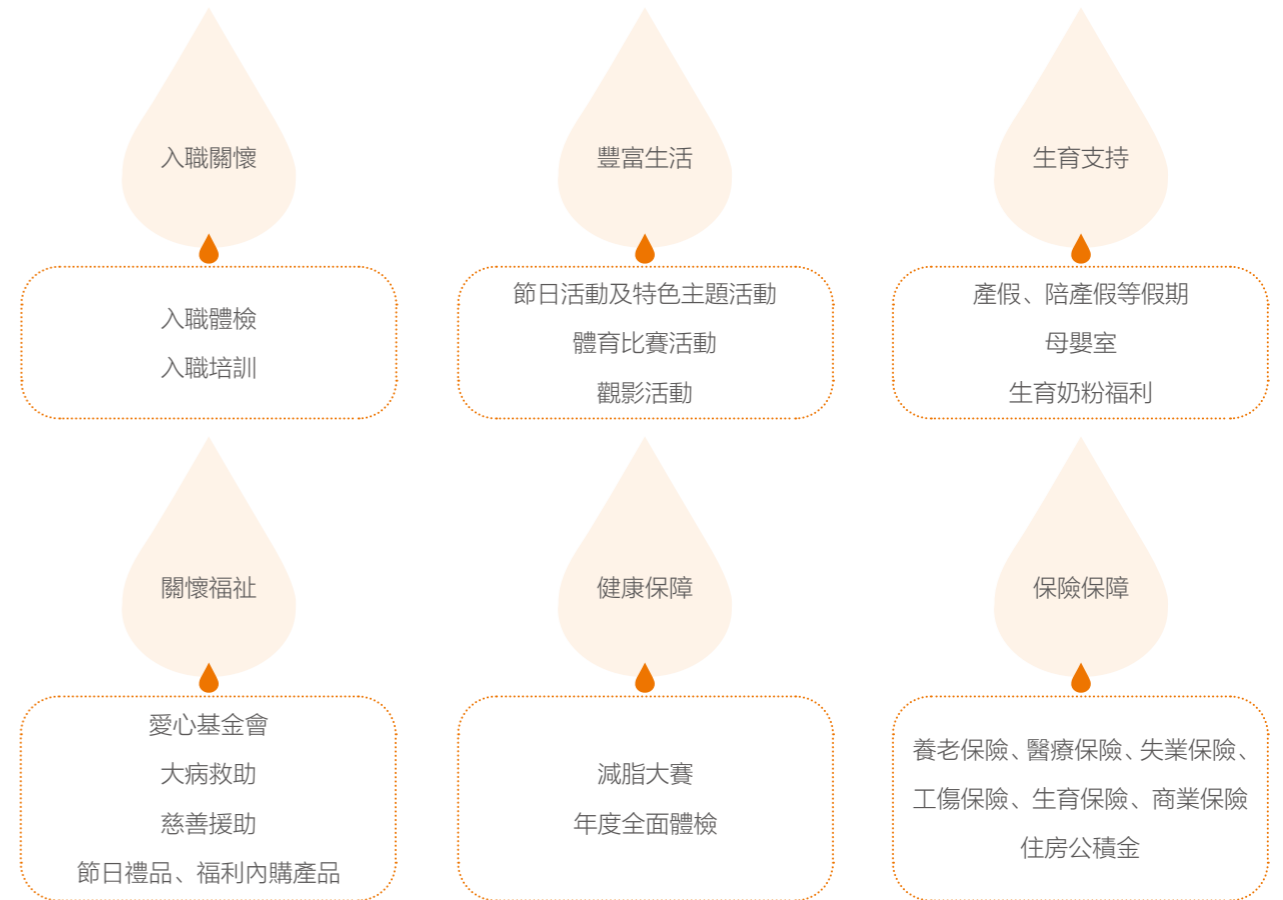 入職關懷
入職體檢
入職培訓
豐富生活
節日活動及特色主題活動
體育比賽活動
觀影活動
生育支持
產假、陪產假等假期
母嬰室
生育奶粉福利
關懷福祉
愛心基金會
大病救助
慈善援助
節日禮品、福利內購產品
健康保障
減脂大賽
年度全面體檢
保險保障
養老保險、醫療保險、失業保險、
工傷保險、生育保險、商業保險
住房公積金